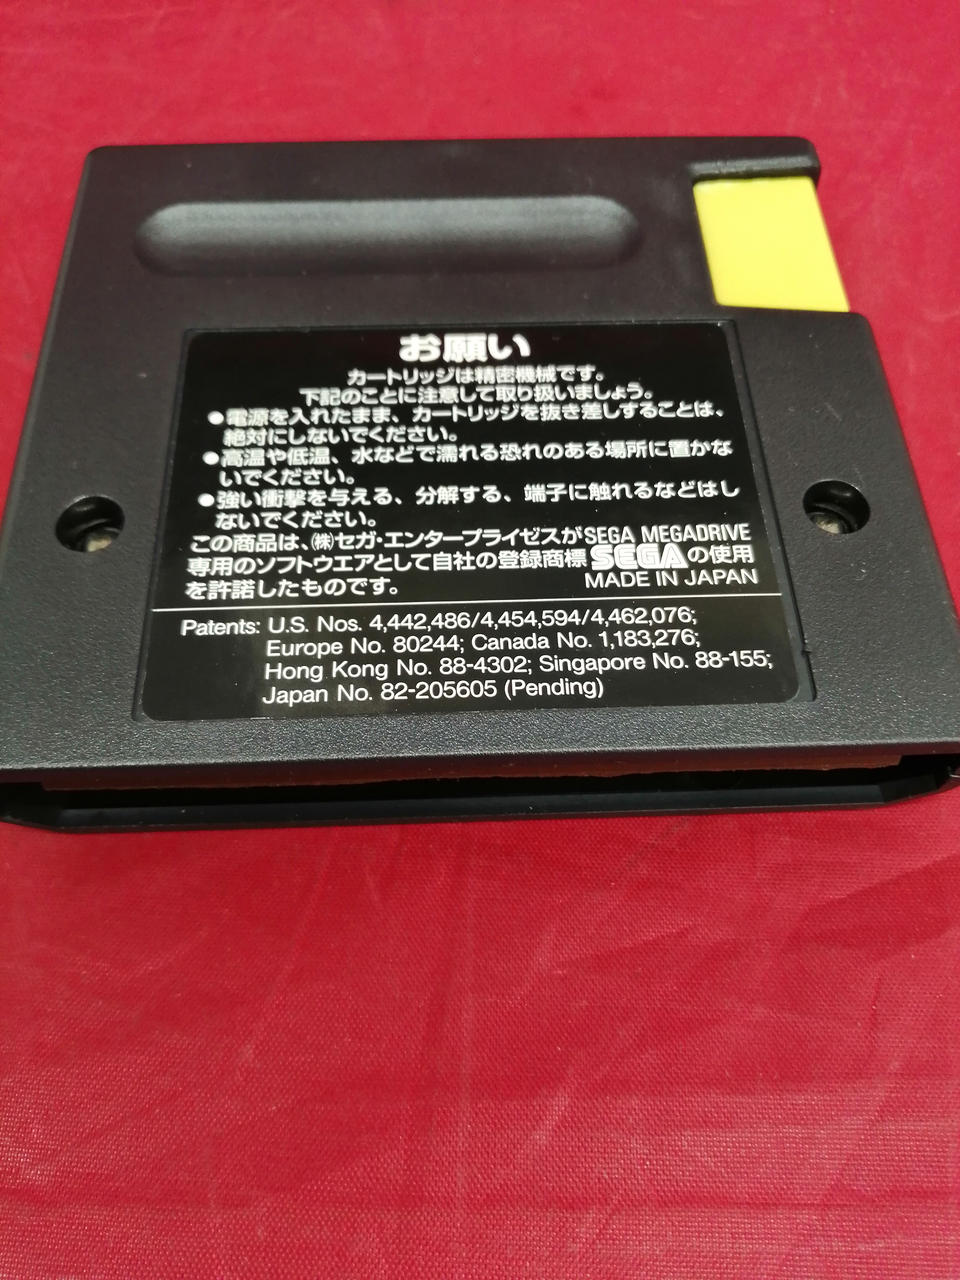 お願い
カートリッジは精密機械です。
下記のことに注意して取り扱いましょう。
●電源を入れたまま、カートリッジを抜き差しすることは、
絶対にしないでください。
●高温や低温、水などで濡れる恐れのある場所に置かな
いでください。
●強い衝撃を与える、分解する、端子に触れるなどはし
ないでください。
この商品は、(株)セガ・エンタープライゼスがSEGA MEGADRIVE
専用のソフトウエアとして自社の登録商標 SEGA の使用
を許諾したものです。 MADE IN JAPAN
Patents: U.S. Nos. 4,442,486/4,454,594/4,462,076;
Europe No. 80244; Canada No. 1,183,276;
Hong Kong No. 88-4302; Singapore No. 88-155;
Japan No. 82-205605 (Pending)